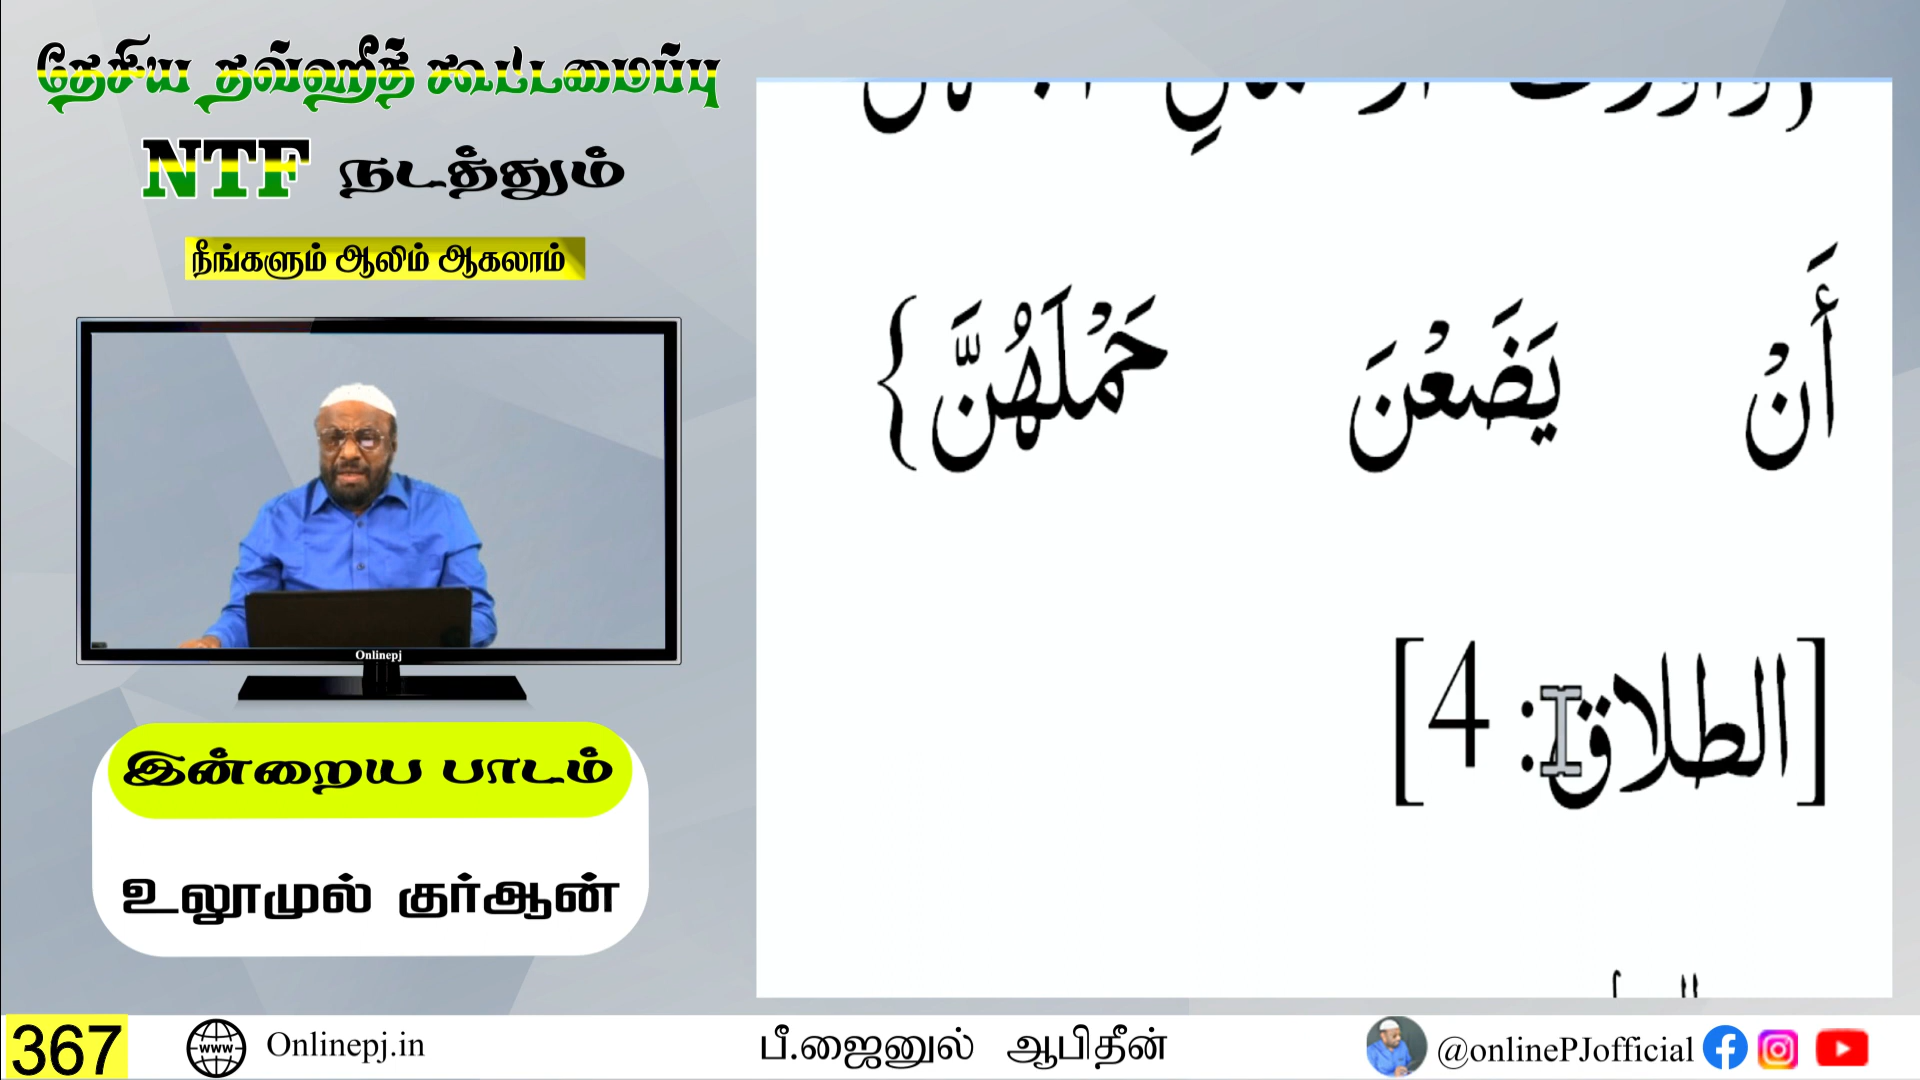 தேசிய தவ்ஹீத் கூட்டமைப்பு
NTF நடத்தும்
நீங்களும் ஆலிம் ஆகலாம்
Onlinepj
இன்றைய பாடம்
உலூமுல் குர்ஆன்
أَنْ يَضَعْنَ حَمْلَهُنَّ}
[الطلاق: 4]
367
www
Onlinepj.in
பீ.ஜைனுல் ஆபிதீன்
@onlinePJofficial